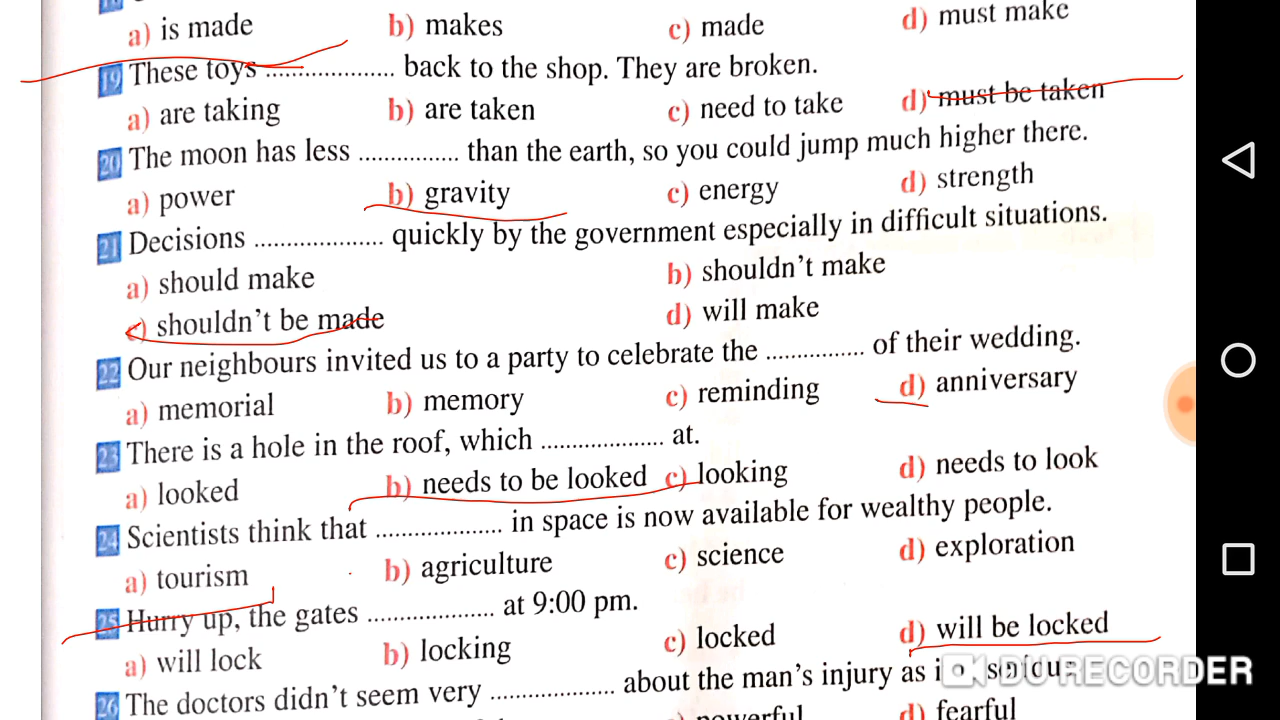 a) is made b) makes c) made d) must make
19 These toys .................... back to the shop. They are broken.
a) are taking b) are taken c) need to take d) must be taken
20 The moon has less ............... than the earth, so you could jump much higher there.
a) power b) gravity c) energy d) strength
21 Decisions .................... quickly by the government especially in difficult situations.
a) should make b) shouldn't make
c) shouldn't be made d) will make
22 Our neighbours invited us to a party to celebrate the ............... of their wedding.
a) memorial b) memory c) reminding d) anniversary
23 There is a hole in the roof, which .................... at.
a) looked b) needs to be looked c) looking d) needs to look
24 Scientists think that .................... in space is now available for wealthy people.
a) tourism b) agriculture c) science d) exploration
25 Hurry up, the gates .................... at 9:00 pm.
a) will lock b) locking c) locked d) will be locked
26 The doctors didn't seem very .................... about the man's injury as
DU RECORDER
powerful d) fearful